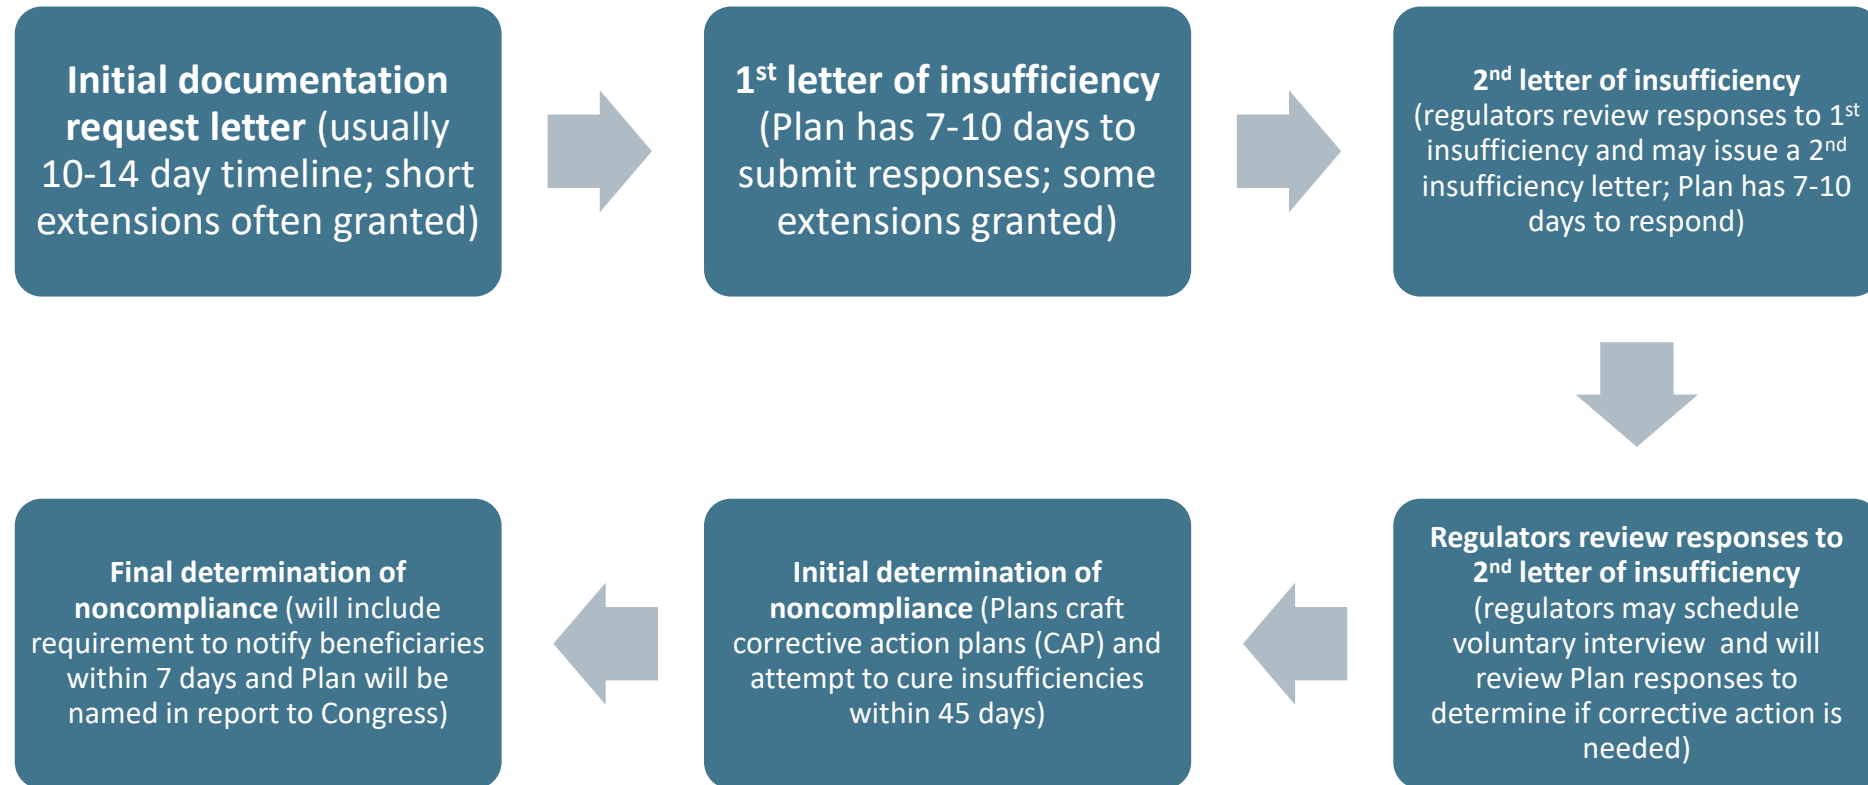 Initial documentation
request letter (usually
10-14 day timeline; short
extensions often granted)
1st letter of insufficiency
(Plan has 7-10 days to
submit responses; some
extensions granted)
2nd letter of insufficiency
(regulators review responses to 1st
insufficiency and may issue a 2nd
insufficiency letter; Plan has 7-10
days to respond)
Regulators review responses to
2nd letter of insufficiency
(regulators may schedule
voluntary interview and will
review Plan responses to
determine if corrective action is
needed)
Initial determination of
noncompliance (Plans craft
corrective action plans (CAP) and
attempt to cure insufficiencies
within 45 days)
Final determination of
noncompliance (will include
requirement to notify beneficiaries
within 7 days and Plan will be
named in report to Congress)